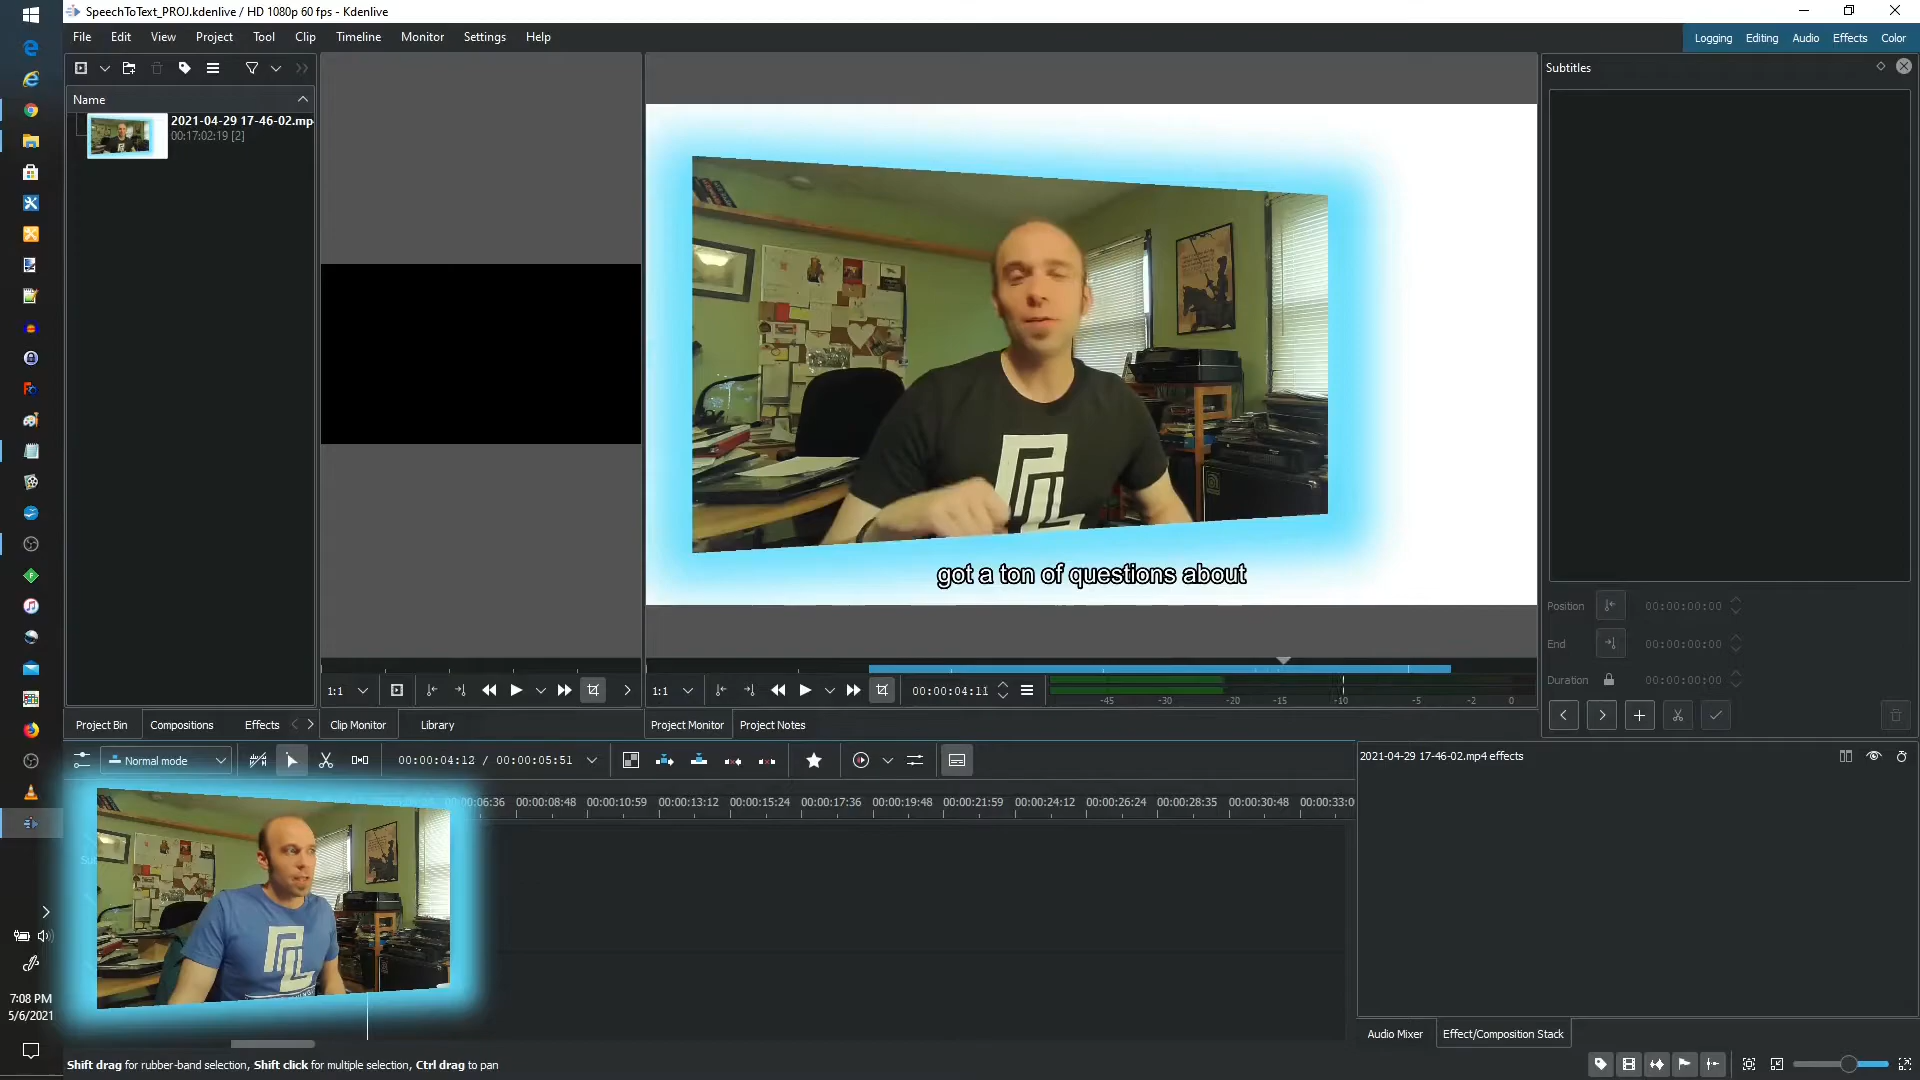 SpeechToText_PROJ.kdenlive / HD 1080p 60 fps - Kdenlive
File Edit View Project Tool Clip Timeline Monitor Settings Help
Logging Editing Audio Effects Color
Name
2021-04-29 17-46-02.mp
00:17:02:19 [2]
Subtitles
got a ton of questions about
Position 00:00:00:00
End 00:00:00:00
Duration 00:00:00:00
1:1
1:1 00:00:04:11
-45 -30 -20 -15 -10 -5 -2 0
Project Bin Compositions Effects Clip Monitor Library Project Monitor Project Notes
Normal mode 00:00:04:12 / 00:00:05:51
2021-04-29 17-46-02.mp4 effects
00:00:06:36 00:00:08:48 00:00:10:59 00:00:13:12 00:00:15:24 00:00:17:36 00:00:19:48 00:00:21:59 00:00:24:12 00:00:26:24 00:00:28:35 00:00:30:48 00:00:33:0
7:08 PM
5/6/2021
Audio Mixer Effect/Composition Stack
Shift drag for rubber-band selection, Shift click for multiple selection, Ctrl drag to pan